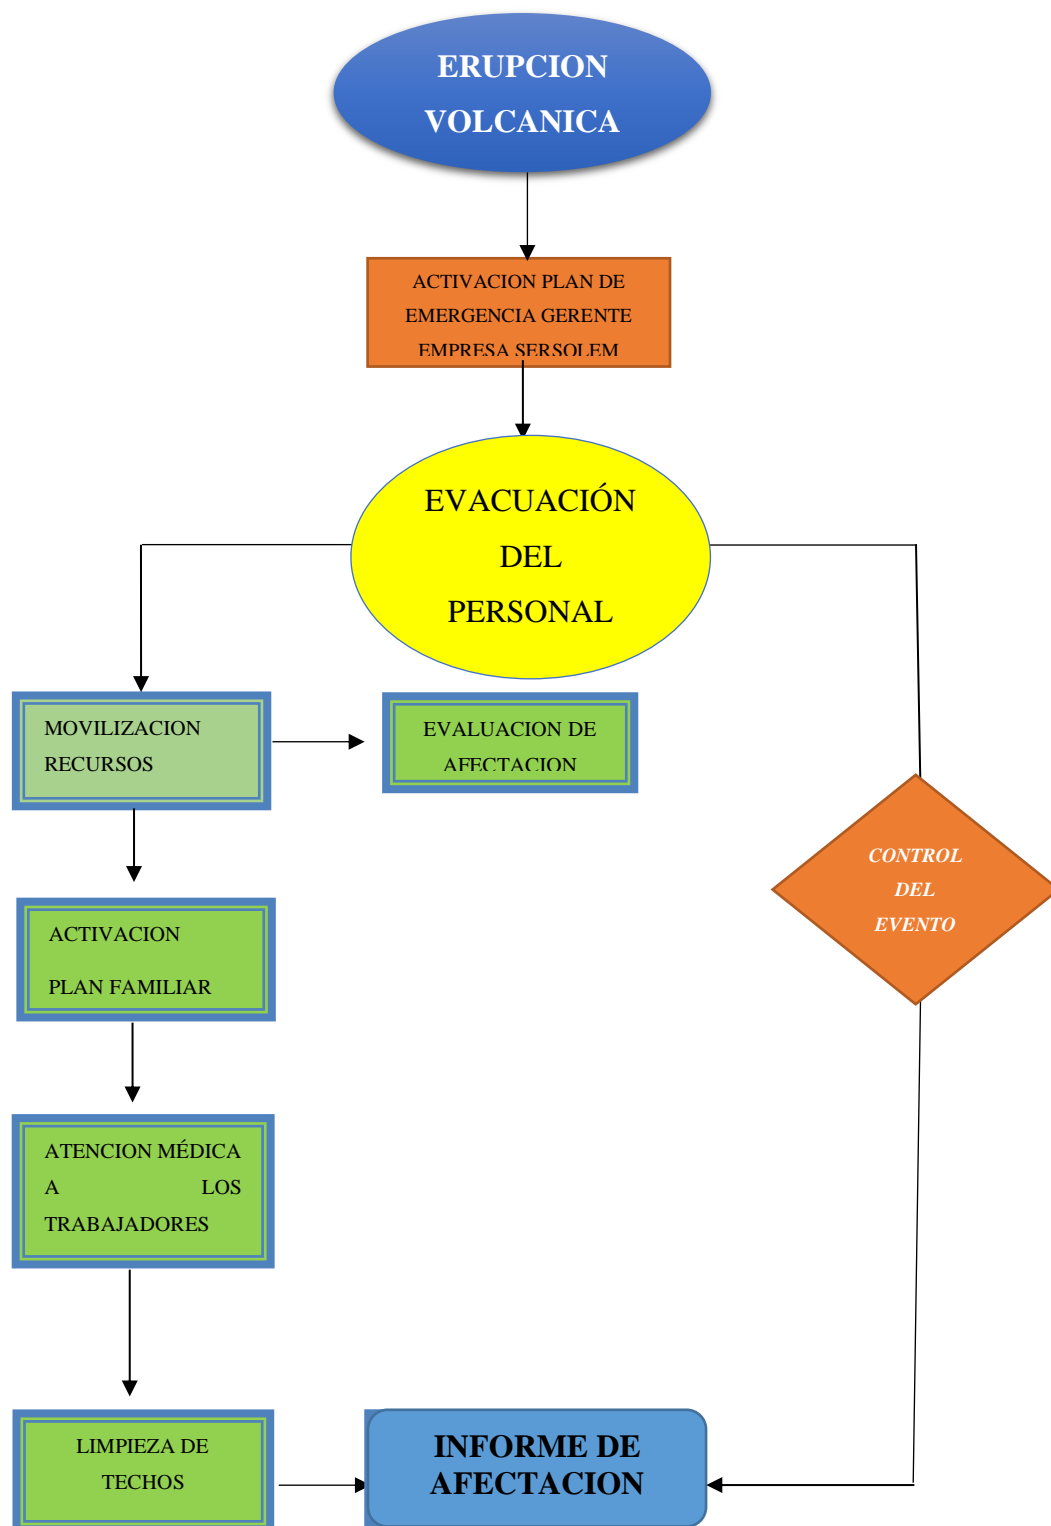 ERUPCION
VOLCANICA
ACTIVACION PLAN DE
EMERGENCIA GERENTE
EMPRESA SERSOLEM
EVACUACIÓN
DEL
PERSONAL
MOVILIZACION
RECURSOS
EVALUACION DE
AFECTACION
CONTROL
DEL
EVENTO
ACTIVACION
PLAN FAMILIAR
ATENCION MÉDICA
A LOS
TRABAJADORES
LIMPIEZA DE
TECHOS
INFORME DE
AFECTACION